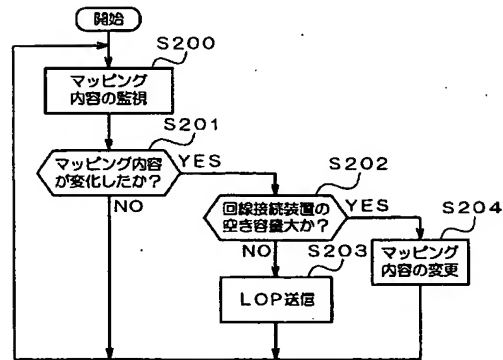 開始
S200
マッピング
内容の監視
S201
マッピング内容
が変化したか？
YES
NO
S202
回線接続装置の
空き容量大か？
YES
NO
S204
マッピング
内容の変更
S203
LOP送信